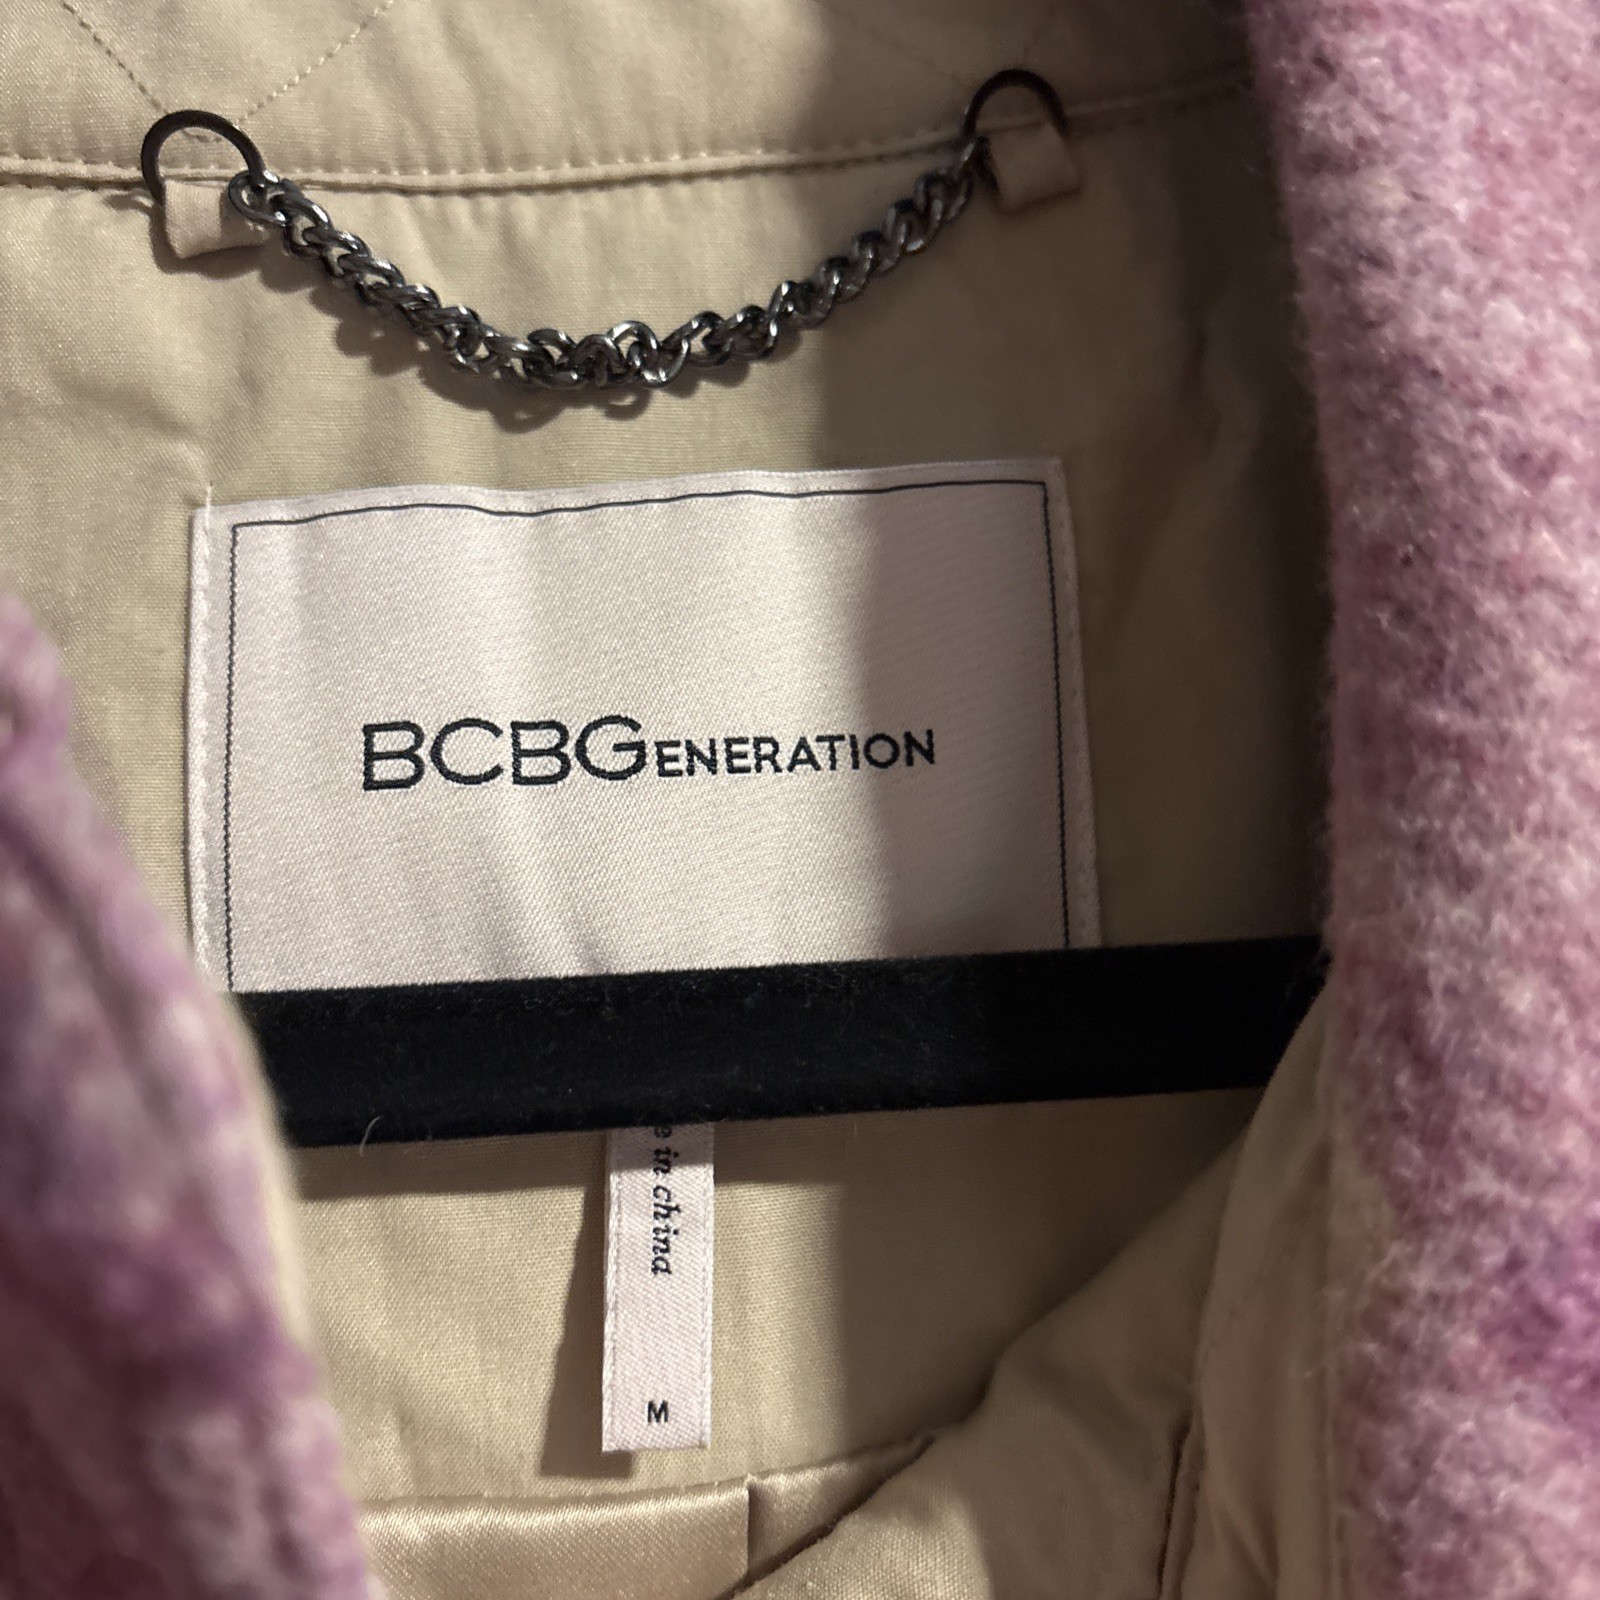 BCBGENERATION
in china
M